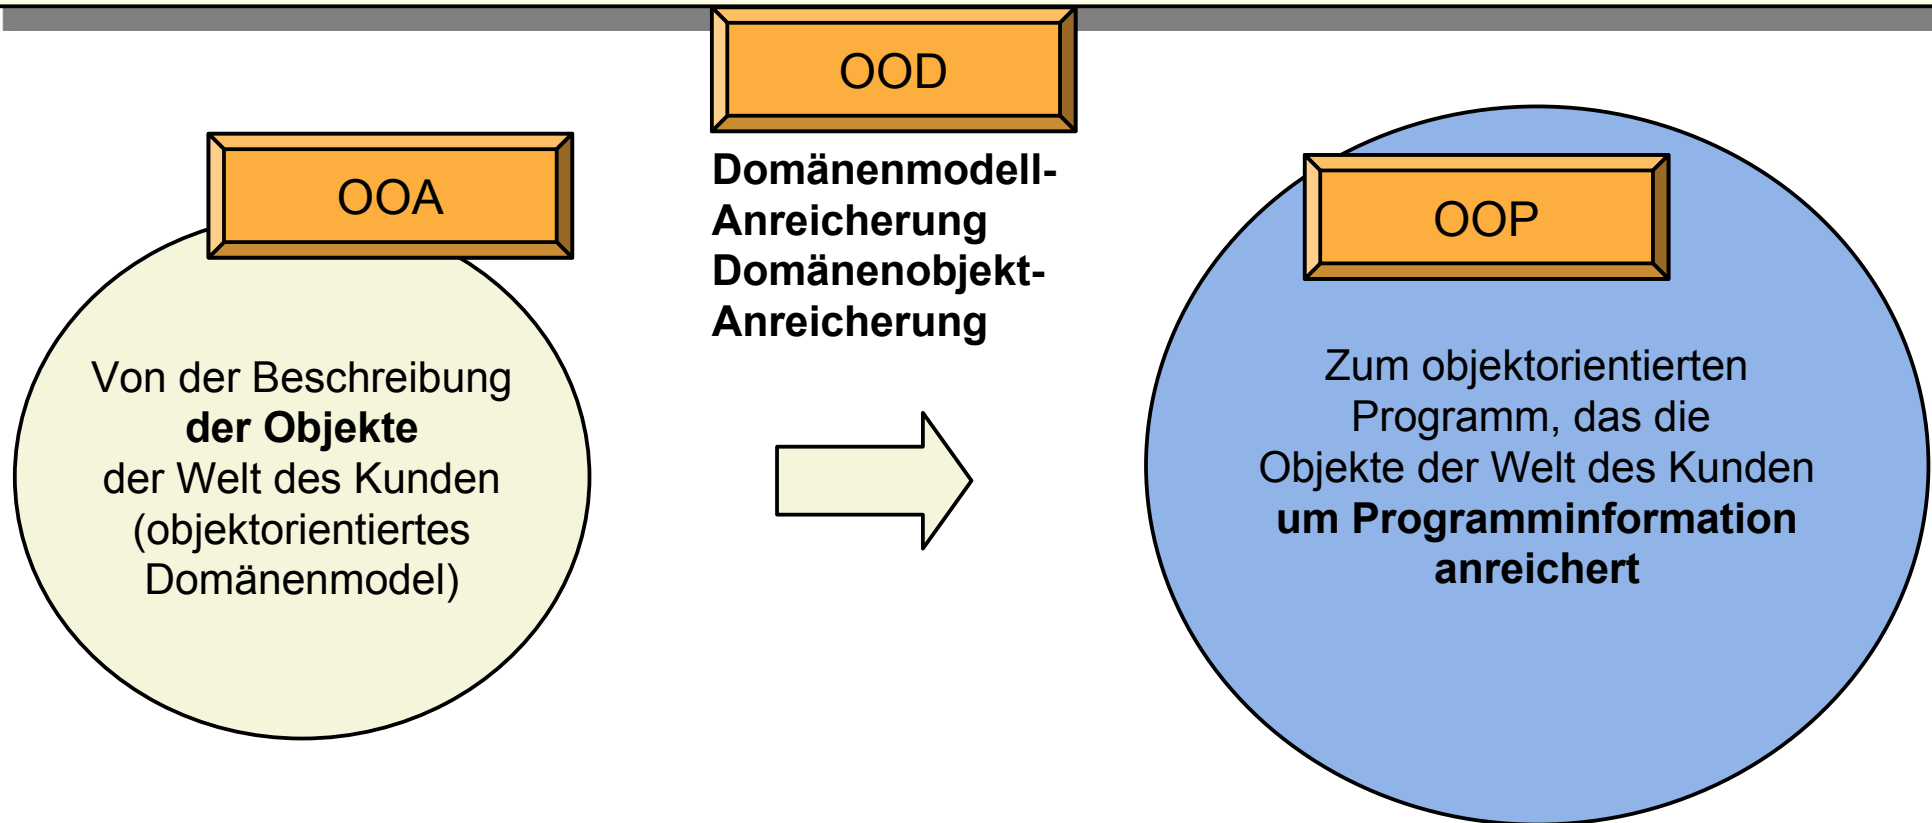 OOD
Domänenmodell-
Anreicherung
Domänenobjekt-
Anreicherung
OOA
Von der Beschreibung
der Objekte
der Welt des Kunden
(objektorientiertes
Domänenmodel)
OOP
Zum objektorientierten
Programm, das die
Objekte der Welt des Kunden
um Programminformation
anreichert